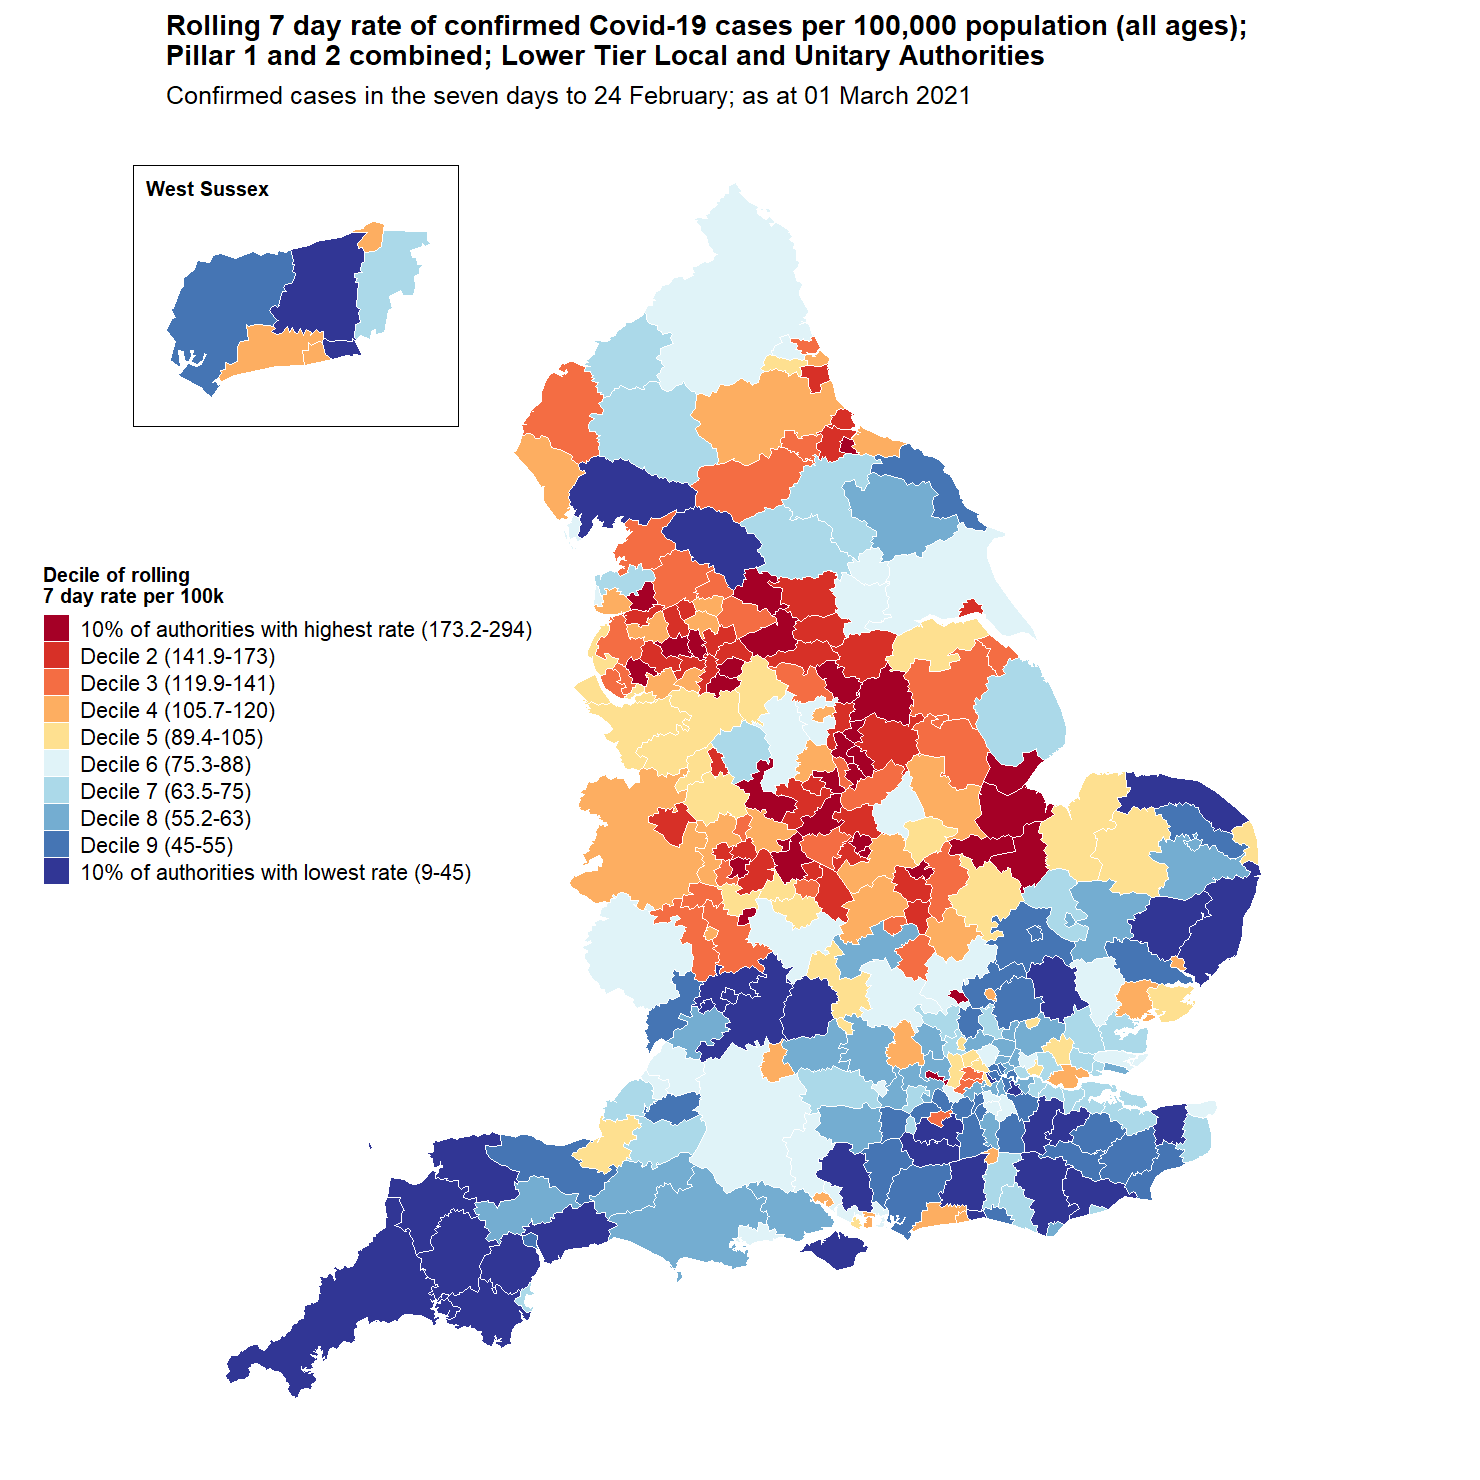 Rolling 7 day rate of confirmed Covid-19 cases per 100,000 population (all ages);
Pillar 1 and 2 combined; Lower Tier Local and Unitary Authorities
Confirmed cases in the seven days to 24 February; as at 01 March 2021
West Sussex
Decile of rolling
7 day rate per 100k
10% of authorities with highest rate (173.2-294)
Decile 2 (141.9-173)
Decile 3 (119.9-141)
Decile 4 (105.7-120)
Decile 5 (89.4-105)
Decile 6 (75.3-88)
Decile 7 (63.5-75)
Decile 8 (55.2-63)
Decile 9 (45-55)
10% of authorities with lowest rate (9-45)